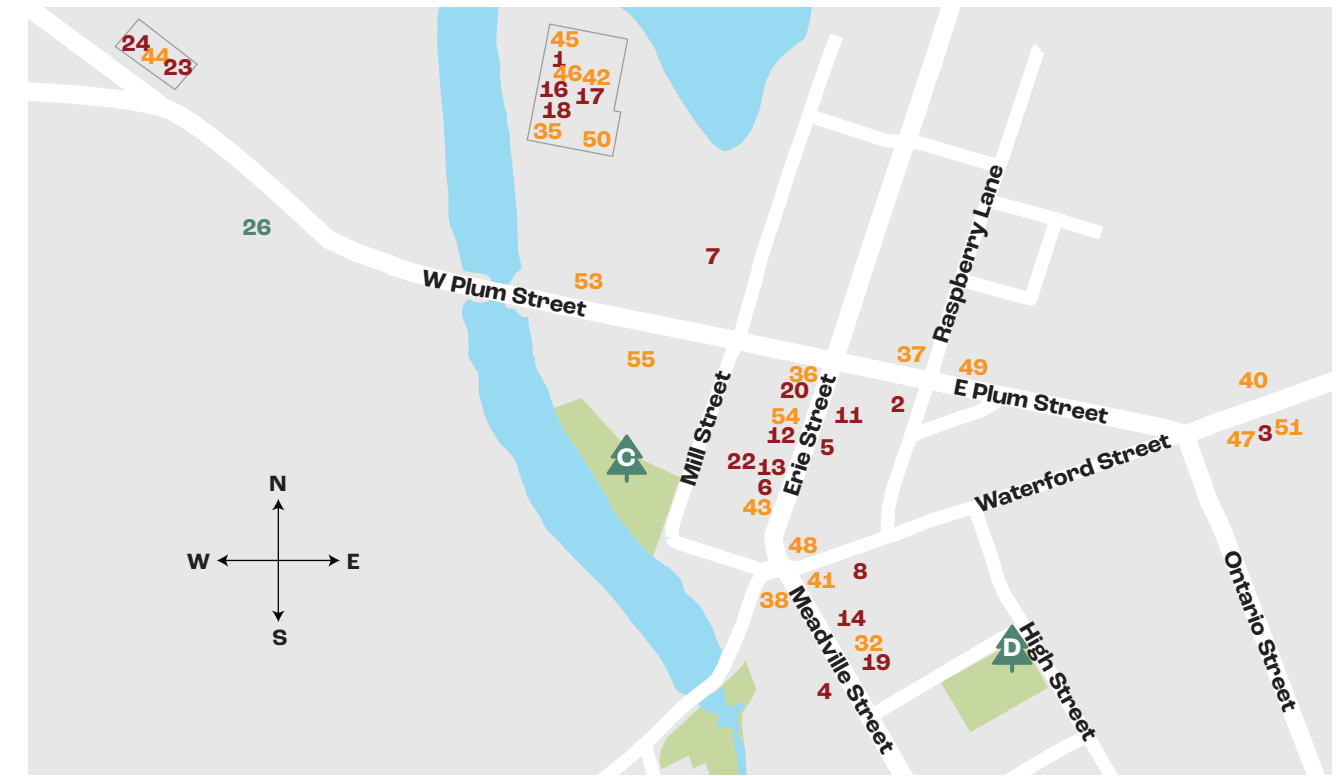 24
44
23
45
1
46
42
16
17
18
35
50
26
7
53
W Plum Street
Raspberry Lane
55
37
36
49
40
20
E Plum Street
2
54
11
12
5
51
3
47
Mill Street
Erie Street
C
22
13
6
43
Waterford Street
N
W
E
S
48
41
8
38
14
32
19
4
Meadville Street
D
High Street
Ontario Street